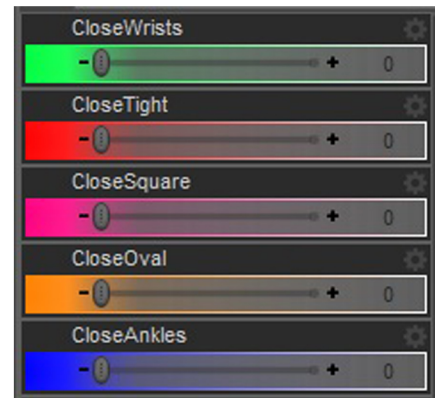 CloseWrists
- + 0
CloseTight
- + 0
CloseSquare
- + 0
CloseOval
- + 0
CloseAnkles
- + 0